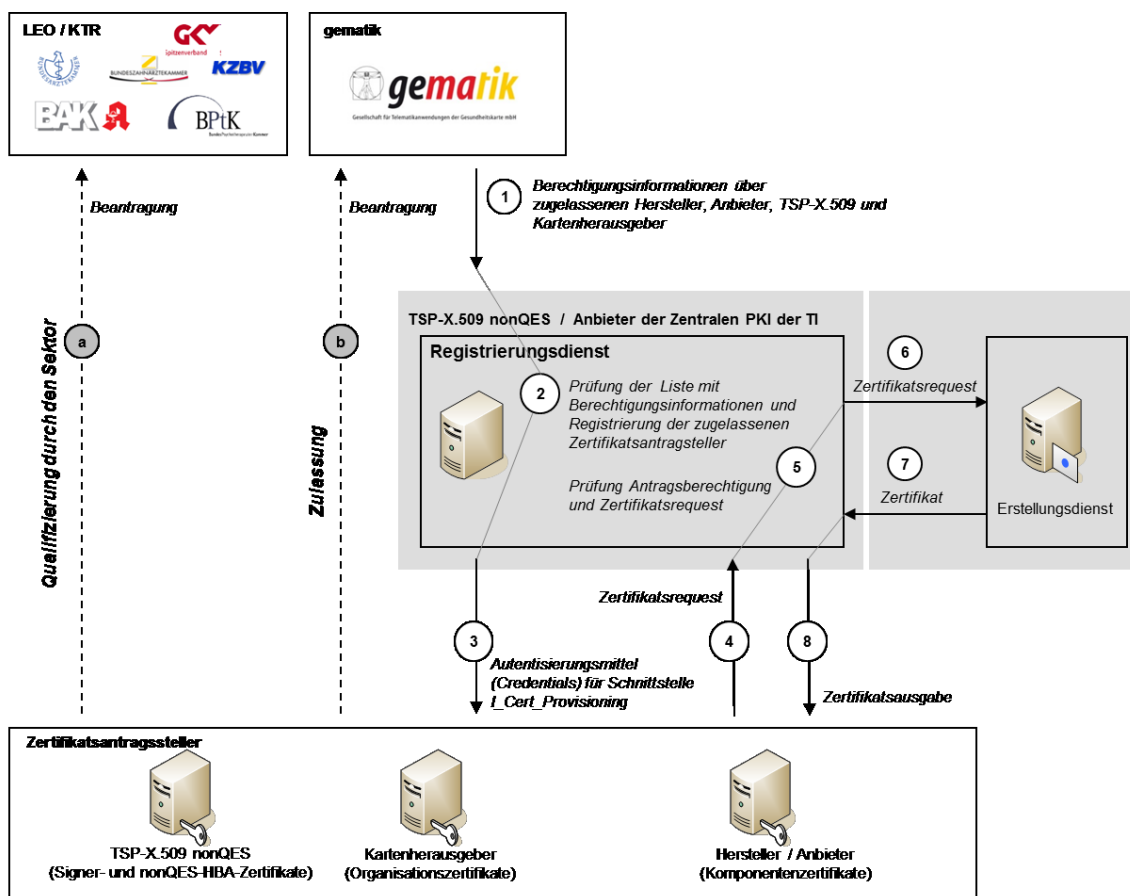 LEO / KTR
gematik
GKV
Spitzenverband
BUNDESÄRZTEKAMMER
BUNDESZAHNÄRZTEKAMMER
KZBV
BAK
BPtK
BundesPsychotherapeutenKammer
gematik
Gesellschaft für Telematikanwendungen der Gesundheitskarte mbH
Beantragung
Beantragung
1
Berechtigungsinformationen über
zugelassenen Hersteller, Anbieter, TSP-X.509 und
Kartenherausgeber
a
Qualifizierung durch den Sektor
b
Zulassung
TSP-X.509 nonQES / Anbieter der Zentralen PKI der TI
Registrierungsdienst
2
Prüfung der Liste mit
Berechtigungsinformationen und
Registrierung der zugelassenen
Zertifikatsantragsteller
5
Prüfung Antragsberechtigung
und Zertifikatsrequest
6
Zertifikatsrequest
7
Zertifikat
Erstellungsdienst
Zertifikatsrequest
3
4
8
Autentisierungsmittel
(Credentials) für Schnittstelle
I_Cert_Provisioning
Zertifikatsausgabe
Zertifikatsantragssteller
TSP-X.509 nonQES
(Signer- und nonQES-HBA-Zertifikate)
Kartenherausgeber
(Organisationszertifikate)
Hersteller / Anbieter
(Komponentenzertifikate)